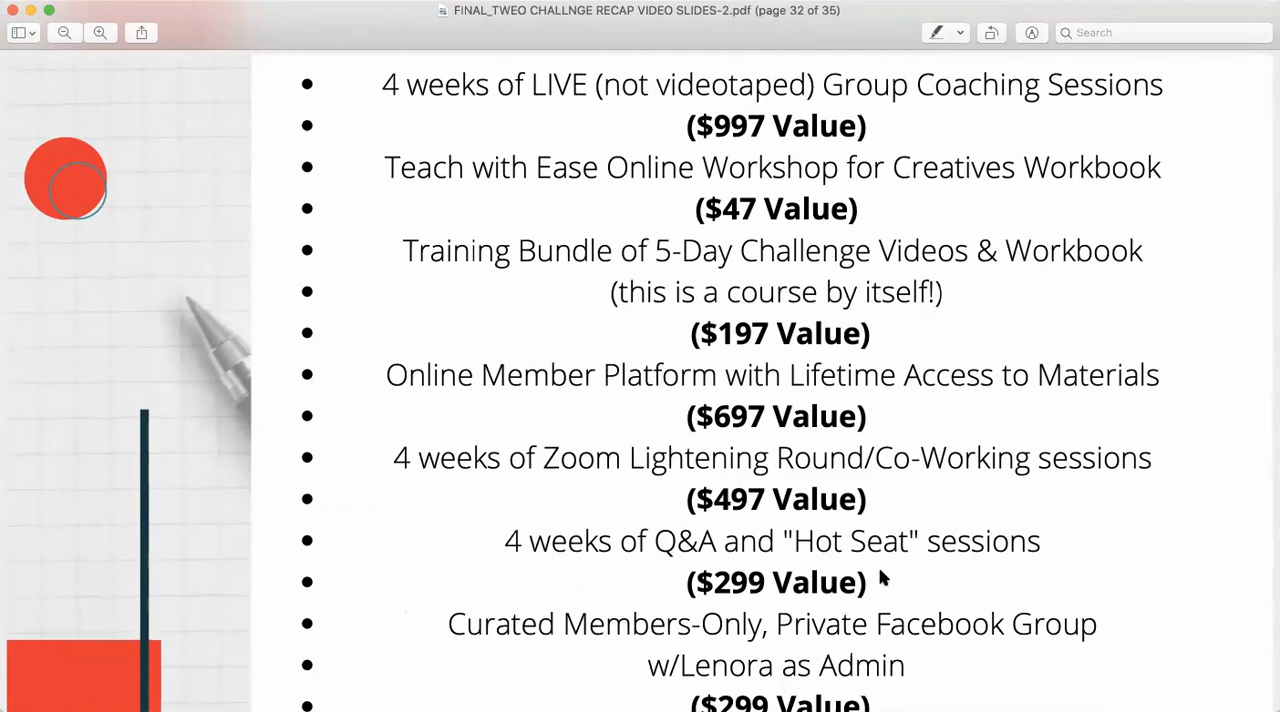 FINAL_TWEO CHALLNGE RECAP VIDEO SLIDES-2.pdf (page 32 of 35)
Search
4 weeks of LIVE (not videotaped) Group Coaching Sessions
($997 Value)
Teach with Ease Online Workshop for Creatives Workbook
($47 Value)
Training Bundle of 5-Day Challenge Videos & Workbook
(this is a course by itself!)
($197 Value)
Online Member Platform with Lifetime Access to Materials
($697 Value)
4 weeks of Zoom Lightening Round/Co-Working sessions
($497 Value)
4 weeks of Q&A and "Hot Seat" sessions
($299 Value)
Curated Members-Only, Private Facebook Group
w/Lenora as Admin
($299 Value)